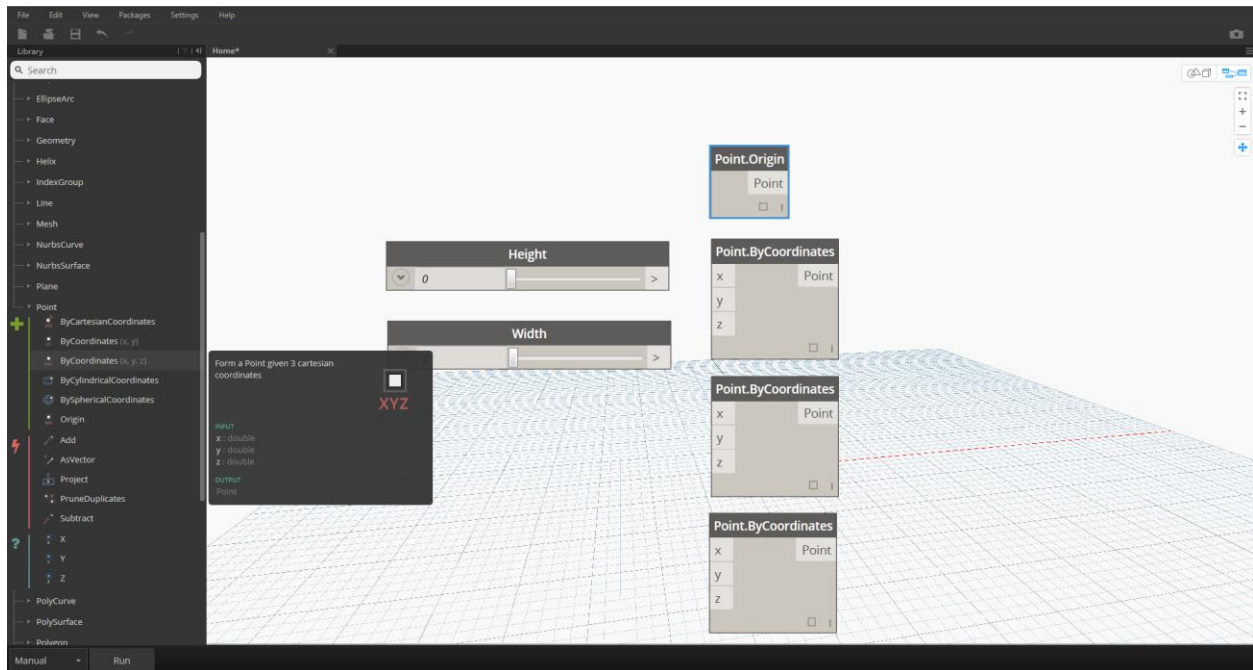 File Edit View Packages Settings Help
Library
Home*
Search
EllipseArc
Face
Geometry
Helix
IndexGroup
Line
Mesh
NurbsCurve
NurbsSurface
Plane
Point
ByCartesianCoordinates
ByCoordinates (x, y)
ByCoordinates (x, y, z)
ByCylindricalCoordinates
BySphericalCoordinates
Origin
Add
AsVector
Project
PruneDuplicates
Subtract
X
Y
Z
PolyCurve
PolySurface
Polygon
Manual Run
Form a Point given 3 cartesian
coordinates
XYZ
INPUT
x : double
y : double
z : double
OUTPUT
Point
Height
0 >
Width
>
Point.Origin
Point
Point.ByCoordinates
x Point
y
z
Point.ByCoordinates
x Point
y
z
Point.ByCoordinates
x Point
y
z